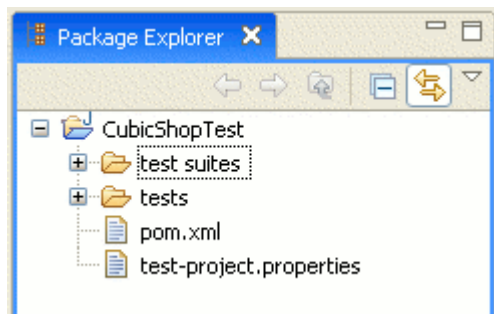 Package Explorer
CubicShopTest
test suites
tests
pom.xml
test-project.properties